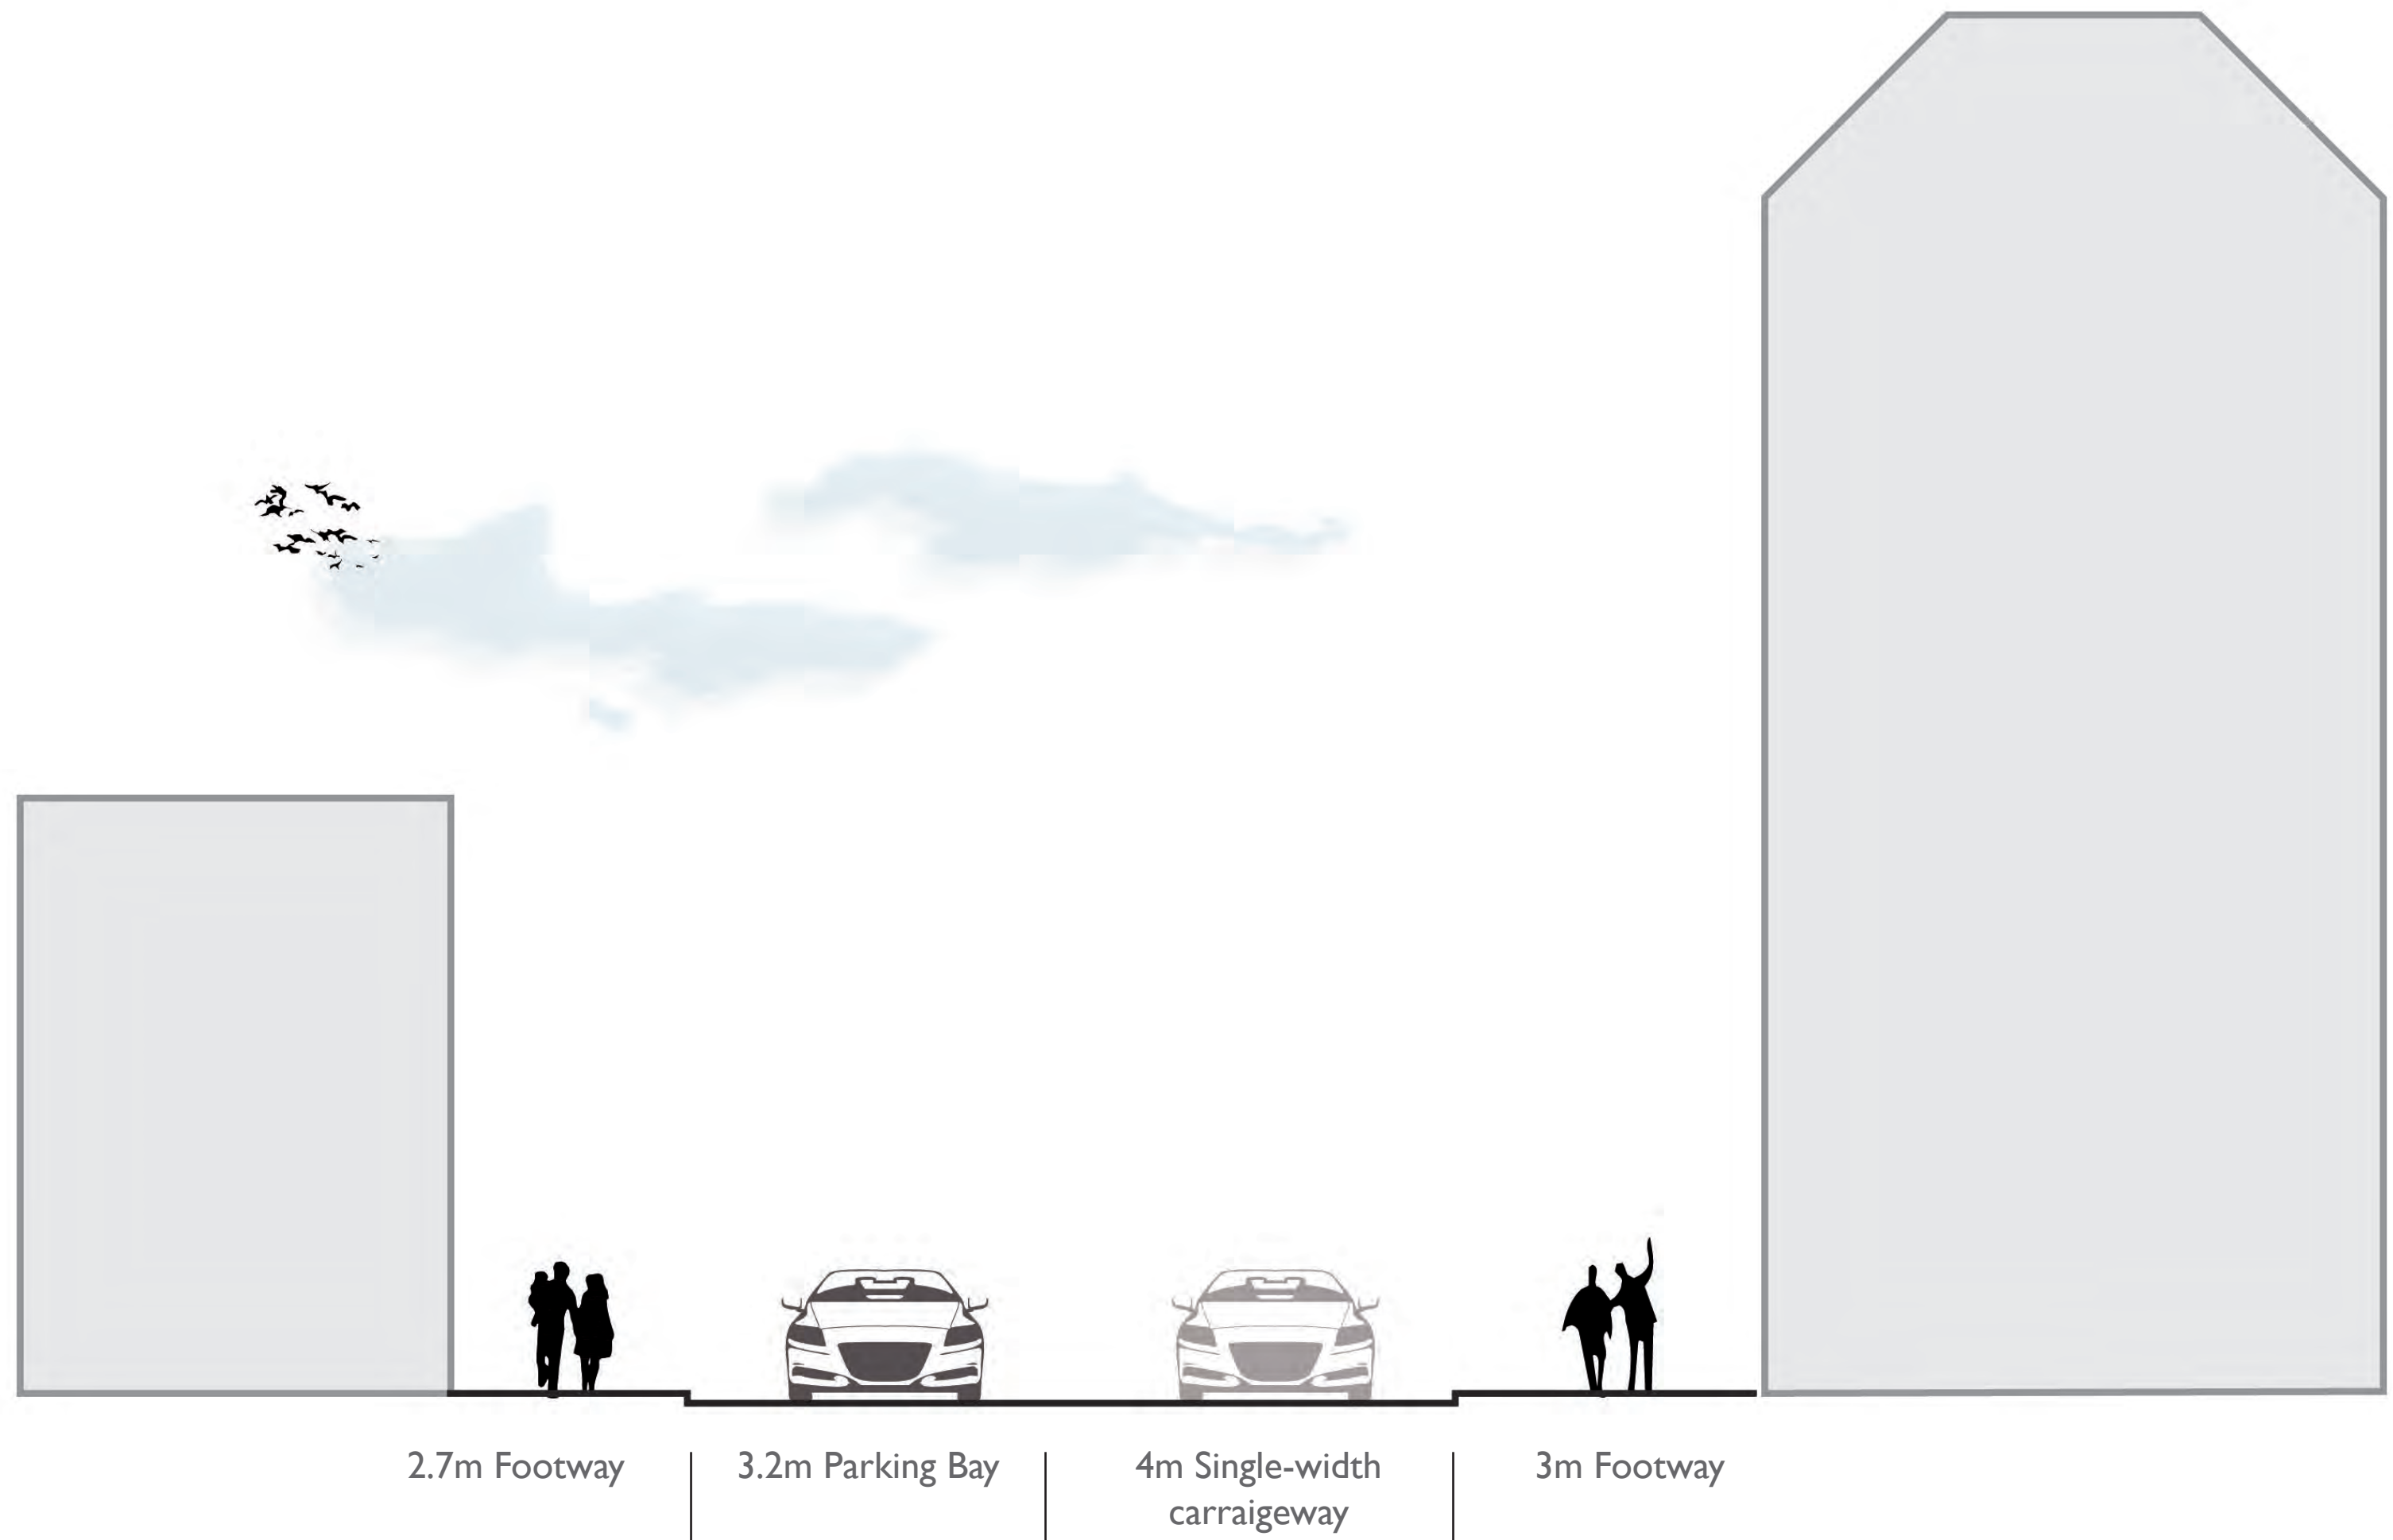 2.7m Footway
3.2m Parking Bay
4m Single-width
carraigeway
3m Footway